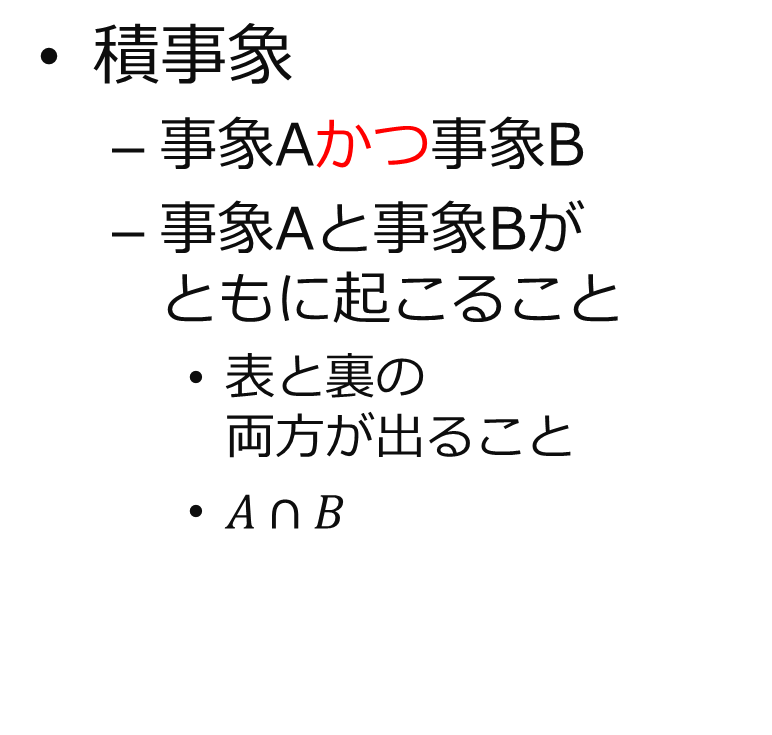 • 積事象
– 事象Aかつ事象B
– 事象Aと事象Bが
ともに起こること
• 表と裏の
両方が出ること
• A ∩ B